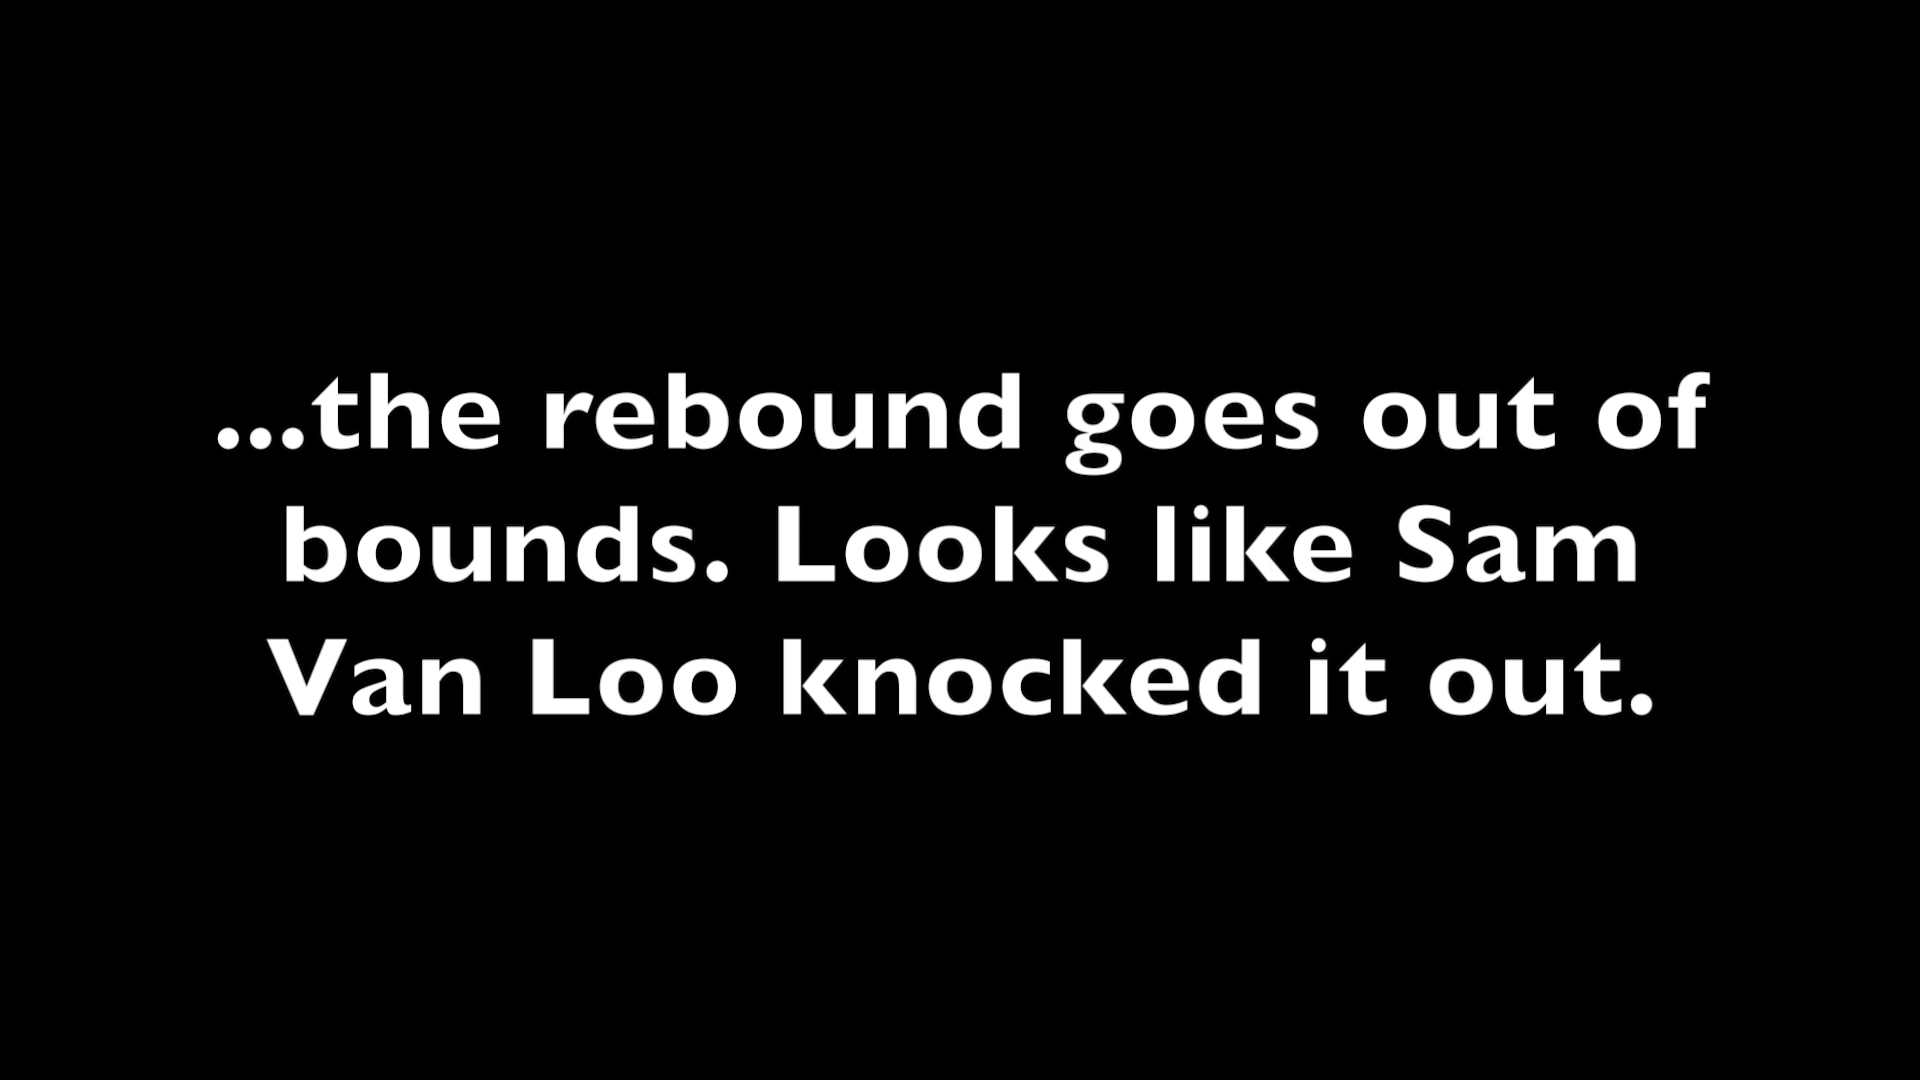 ...the rebound goes out of
bounds. Looks like Sam
Van Loo knocked it out.